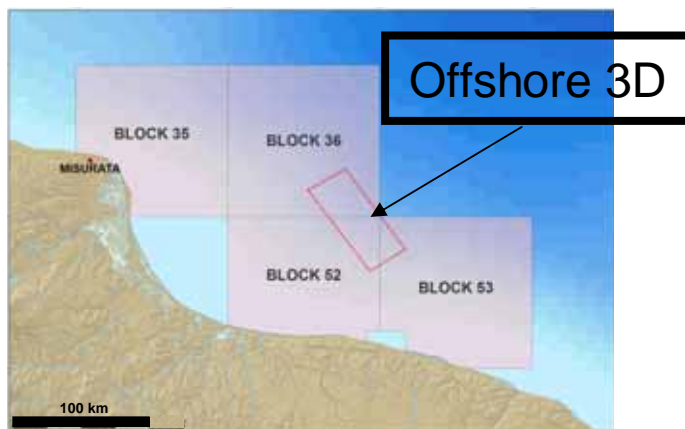 Offshore 3D
BLOCK 35
BLOCK 36
MISURATA
BLOCK 52
BLOCK 53
100 km